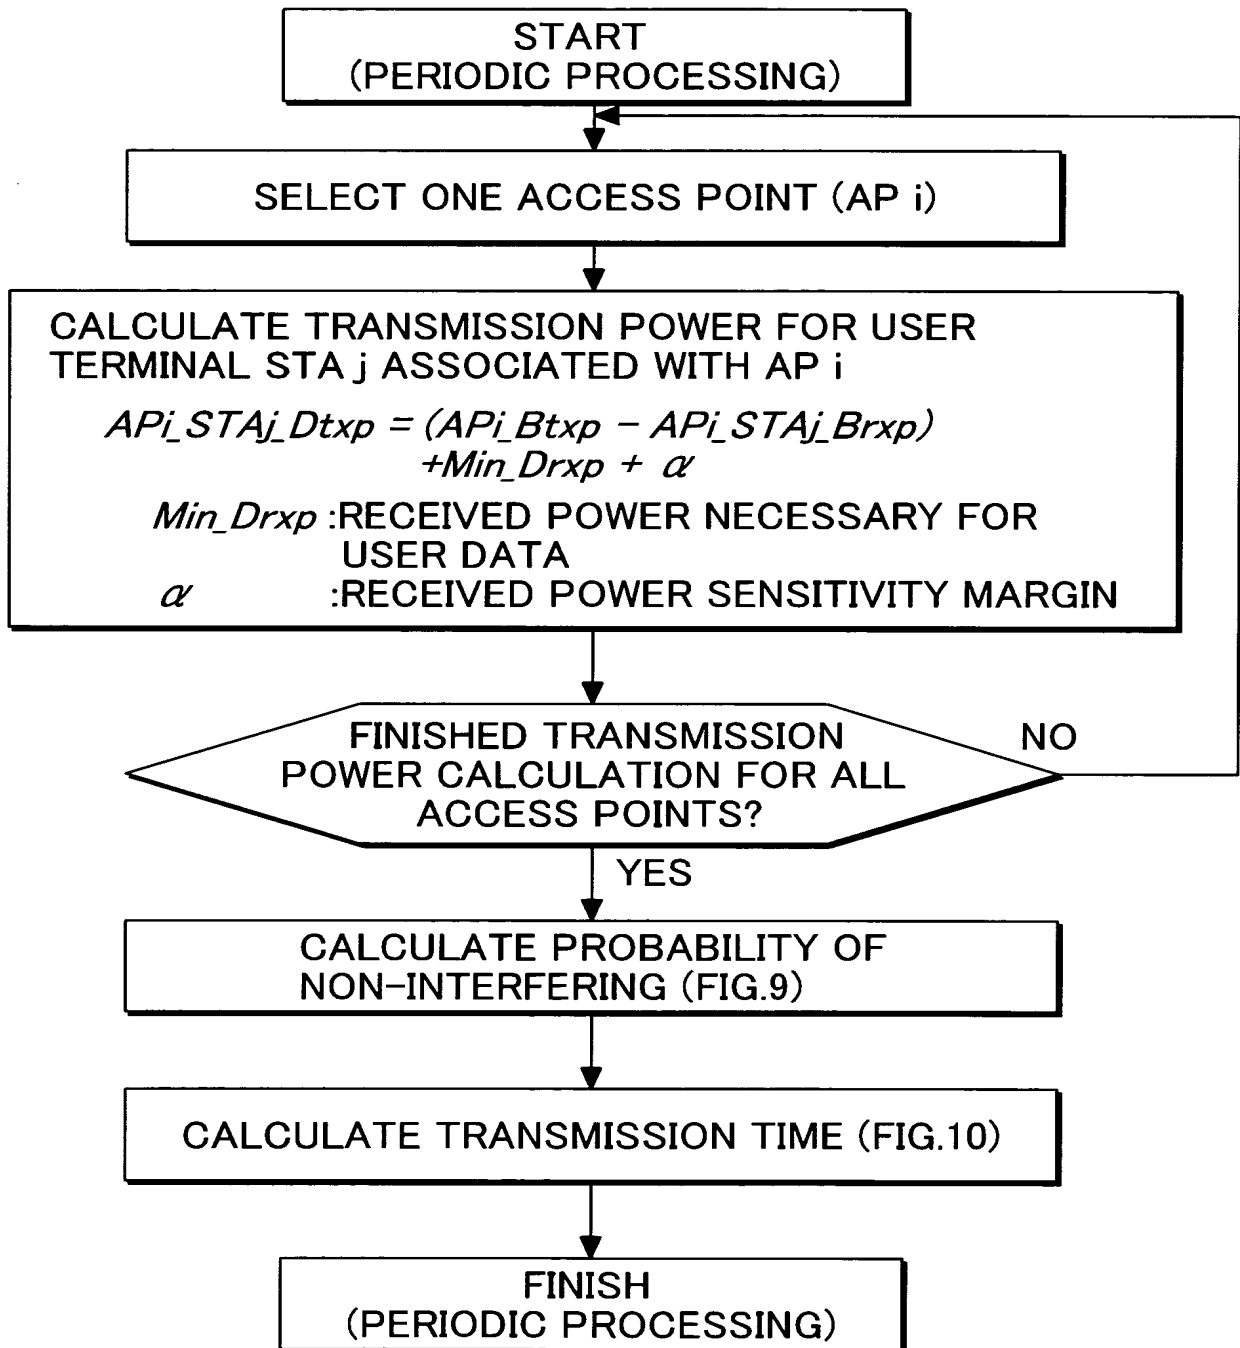 START
(PERIODIC PROCESSING)
SELECT ONE ACCESS POINT (AP i)
CALCULATE TRANSMISSION POWER FOR USER
TERMINAL STA j ASSOCIATED WITH AP i
APi_STAj_Dtxp = (APi_Btxp − APi_STAj_Brxp)
+Min_Drxp + α
Min_Drxp :RECEIVED POWER NECESSARY FOR
USER DATA
α :RECEIVED POWER SENSITIVITY MARGIN
FINISHED TRANSMISSION
POWER CALCULATION FOR ALL
ACCESS POINTS?
NO
YES
CALCULATE PROBABILITY OF
NON-INTERFERING (FIG.9)
CALCULATE TRANSMISSION TIME (FIG.10)
FINISH
(PERIODIC PROCESSING)